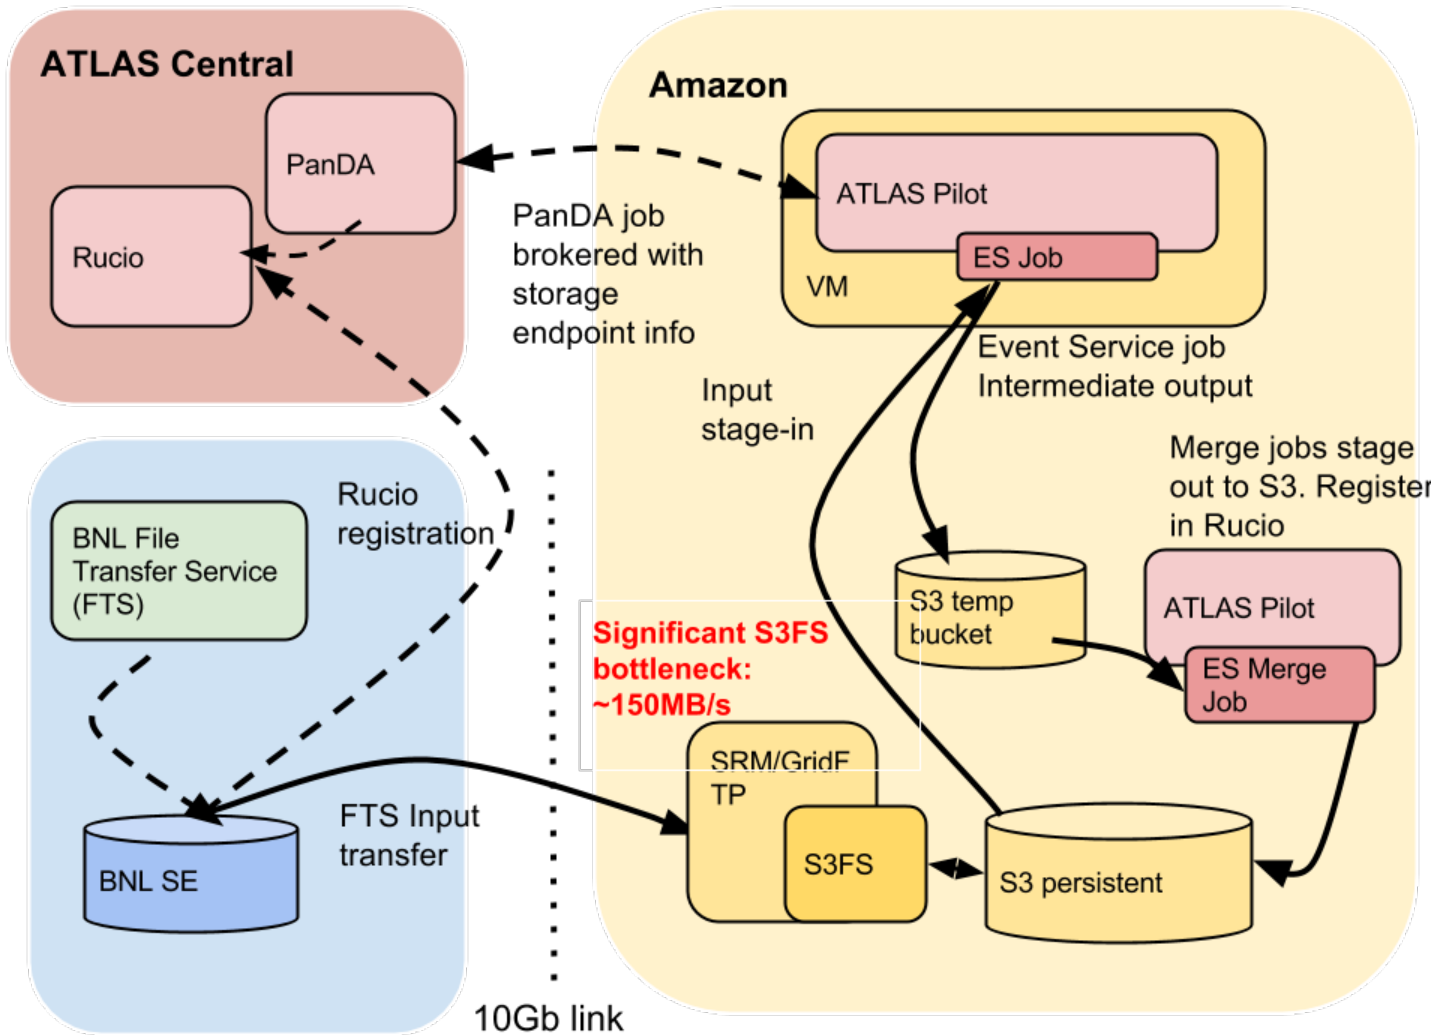 ATLAS Central
PanDA
Rucio
Amazon
ATLAS Pilot
ES Job
VM
PanDA job
brokered with
storage
endpoint info
Event Service job
Intermediate output
Input
stage-in
Merge jobs stage
out to S3. Register
in Rucio
Rucio
registration
BNL File
Transfer Service
(FTS)
S3 temp
bucket
ATLAS Pilot
ES Merge
Job
Significant S3FS
bottleneck:
~150MB/s
SRM/GridF
TP
S3FS
S3 persistent
FTS Input
transfer
BNL SE
10Gb link